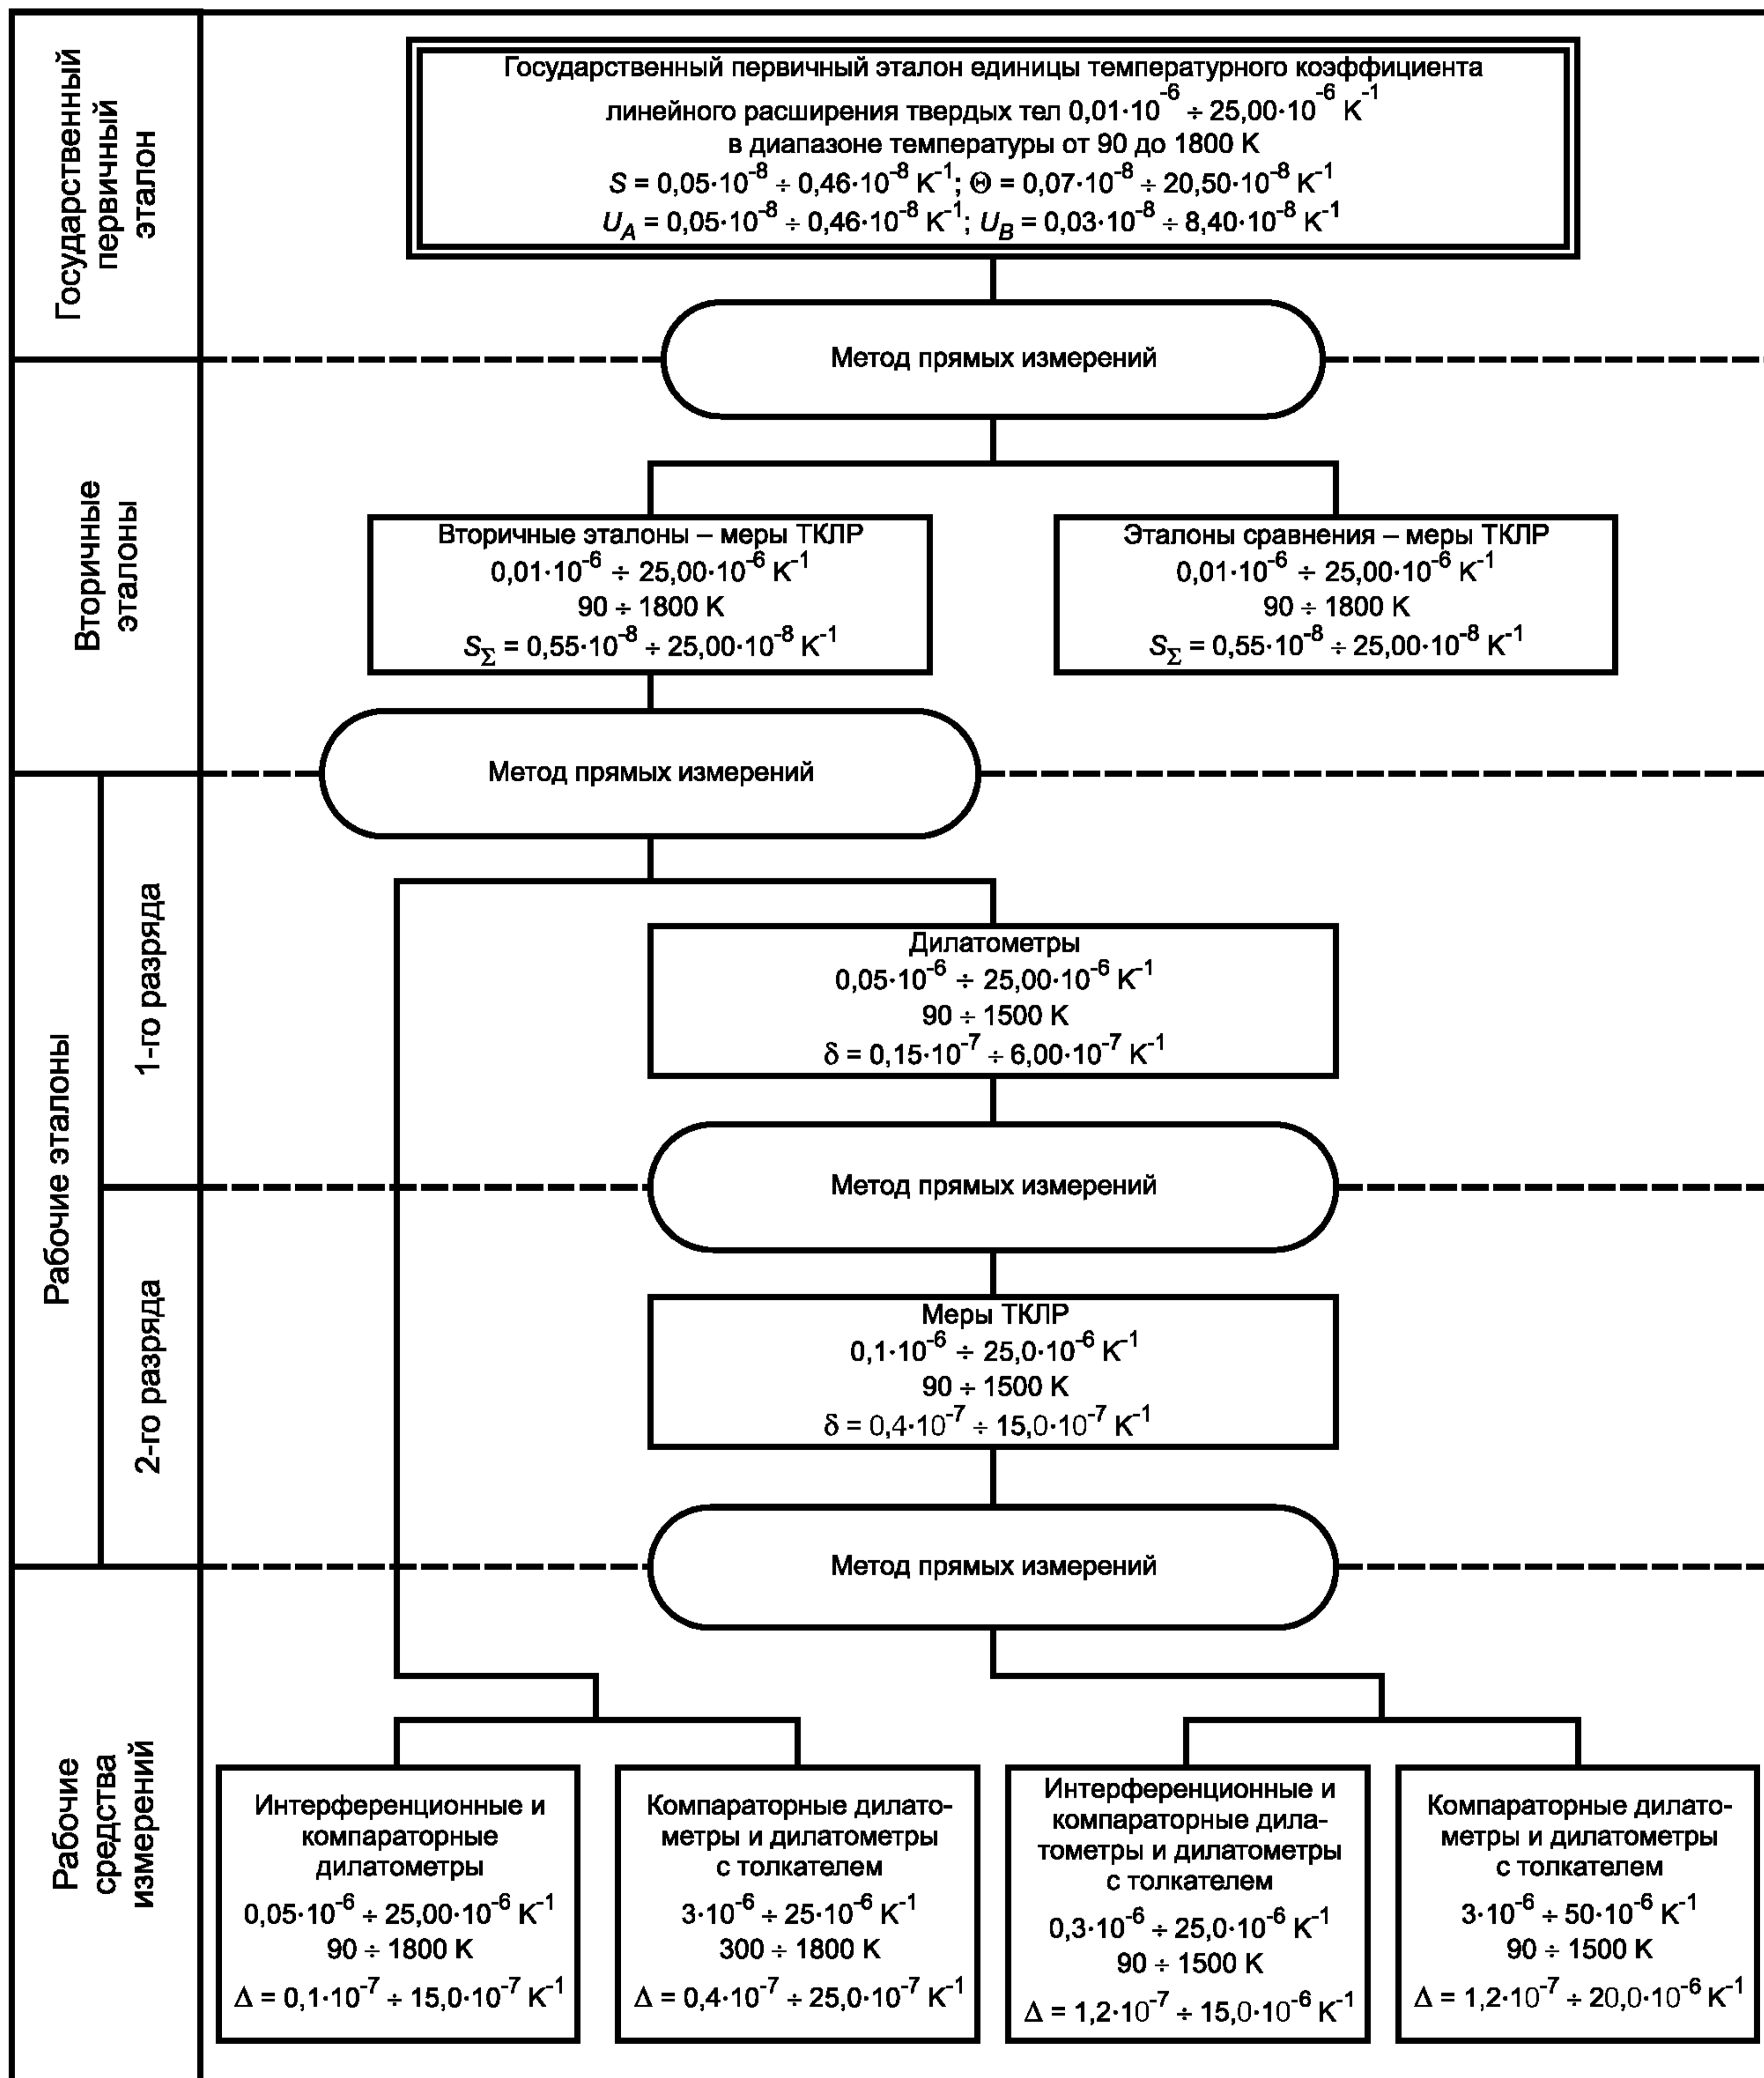 Государственный
первичный
эталон
Государственный первичный эталон единицы температурного коэффициента
линейного расширения твердых тел 0,01·10⁻⁶ ÷ 25,00·10⁻⁶ K⁻¹
в диапазоне температуры от 90 до 1800 K
S = 0,05·10⁻⁸ ÷ 0,46·10⁻⁸ K⁻¹; Θ = 0,07·10⁻⁸ ÷ 20,50·10⁻⁸ K⁻¹
U_A = 0,05·10⁻⁸ ÷ 0,46·10⁻⁸ K⁻¹; U_B = 0,03·10⁻⁸ ÷ 8,40·10⁻⁸ K⁻¹
Метод прямых измерений
Вторичные
эталоны
Вторичные эталоны – меры ТКЛР
0,01·10⁻⁶ ÷ 25,00·10⁻⁶ K⁻¹
90 ÷ 1800 K
S_Σ = 0,55·10⁻⁸ ÷ 25,00·10⁻⁸ K⁻¹
Эталоны сравнения – меры ТКЛР
0,01·10⁻⁶ ÷ 25,00·10⁻⁶ K⁻¹
90 ÷ 1800 K
S_Σ = 0,55·10⁻⁸ ÷ 25,00·10⁻⁸ K⁻¹
Метод прямых измерений
Рабочие эталоны
1-го разряда
Дилатометры
0,05·10⁻⁶ ÷ 25,00·10⁻⁶ K⁻¹
90 ÷ 1500 K
δ = 0,15·10⁻⁷ ÷ 6,00·10⁻⁷ K⁻¹
Метод прямых измерений
2-го разряда
Меры ТКЛР
0,1·10⁻⁶ ÷ 25,0·10⁻⁶ K⁻¹
90 ÷ 1500 K
δ = 0,4·10⁻⁷ ÷ 15,0·10⁻⁷ K⁻¹
Метод прямых измерений
Рабочие
средства
измерений
Интерференционные и
компараторные
дилатометры
0,05·10⁻⁶ ÷ 25,00·10⁻⁶ K⁻¹
90 ÷ 1800 K
Δ = 0,1·10⁻⁷ ÷ 15,0·10⁻⁷ K⁻¹
Компараторные дилато-
метры и дилатометры
с толкателем
3·10⁻⁶ ÷ 25·10⁻⁶ K⁻¹
300 ÷ 1800 K
Δ = 0,4·10⁻⁷ ÷ 25,0·10⁻⁷ K⁻¹
Интерференционные и
компараторные дила-
тометры и дилатометры
с толкателем
0,3·10⁻⁶ ÷ 25,0·10⁻⁶ K⁻¹
90 ÷ 1500 K
Δ = 1,2·10⁻⁷ ÷ 15,0·10⁻⁶ K⁻¹
Компараторные дилато-
метры и дилатометры
с толкателем
3·10⁻⁶ ÷ 50·10⁻⁶ K⁻¹
90 ÷ 1500 K
Δ = 1,2·10⁻⁷ ÷ 20,0·10⁻⁶ K⁻¹